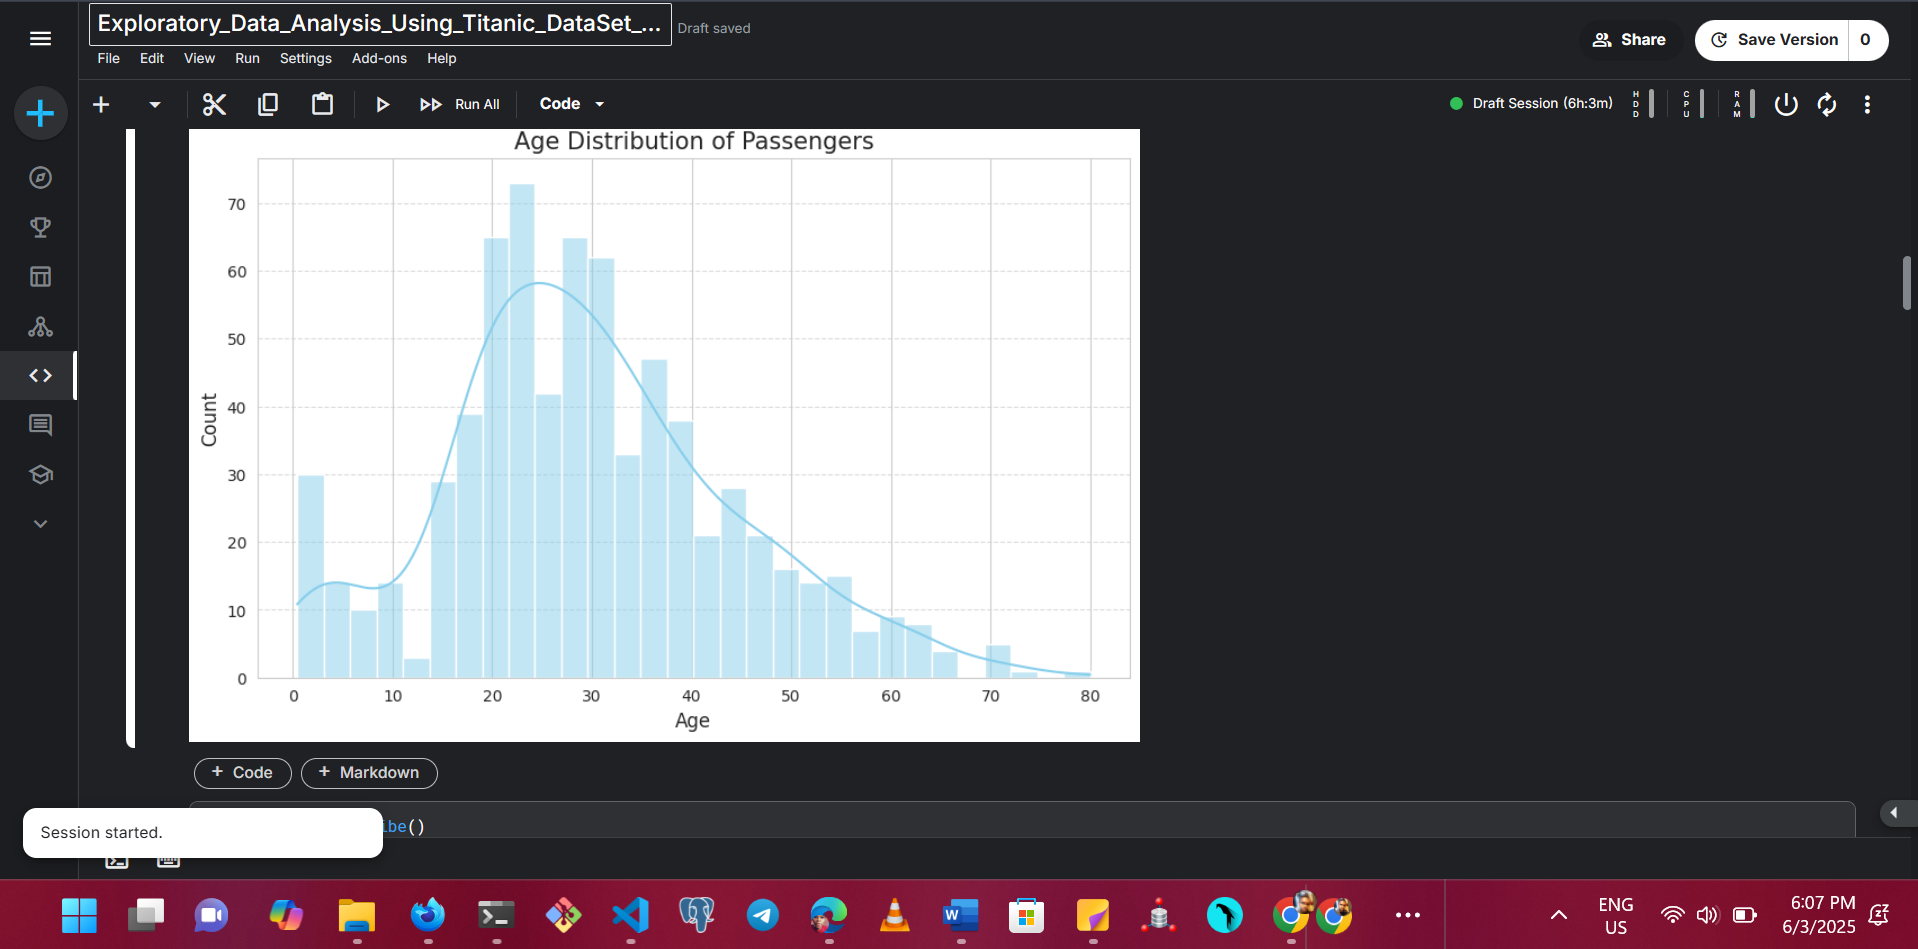 Exploratory_Data_Analysis_Using_Titanic_DataSet_...
Draft saved
File Edit View Run Settings Add-ons Help
Share
Save Version 0
Run All
Code
Draft Session (6h:3m)
HDD
CPU
RAM
Age Distribution of Passengers
70
60
50
40
30
20
10
0
Count
0 10 20 30 40 50 60 70 80
Age
+ Code
+ Markdown
ibe()
Session started.
ENG
US
6:07 PM
6/3/2025